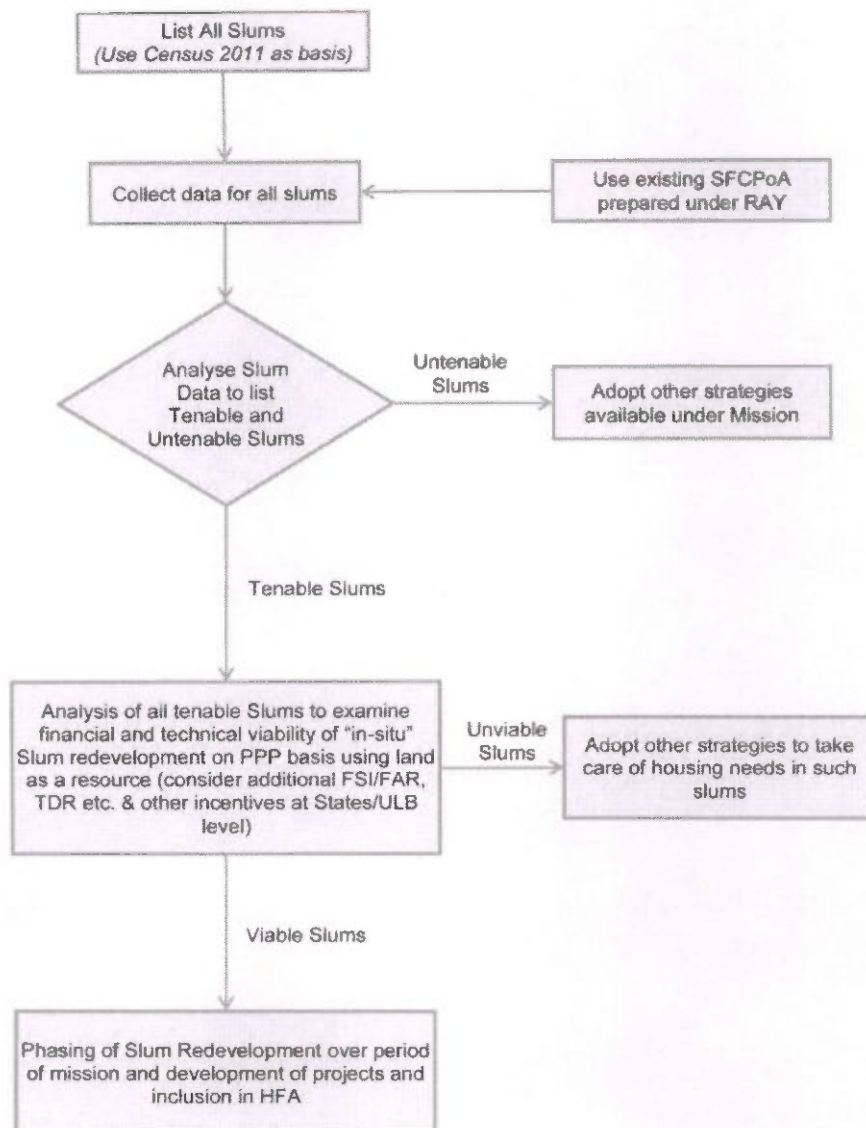 List All Slums
(Use Census 2011 as basis)
Collect data for all slums
Use existing SFCPoA
prepared under RAY
Analyse Slum
Data to list
Tenable and
Untenable Slums
Untenable
Slums
Adopt other strategies
available under Mission
Tenable Slums
Analysis of all tenable Slums to examine
financial and technical viability of "in-situ"
Slum redevelopment on PPP basis using land
as a resource (consider additional FSI/FAR,
TDR etc. & other incentives at States/ULB
level)
Unviable
Slums
Adopt other strategies to take
care of housing needs in such
slums
Viable Slums
Phasing of Slum Redevelopment over period
of mission and development of projects and
inclusion in HFA